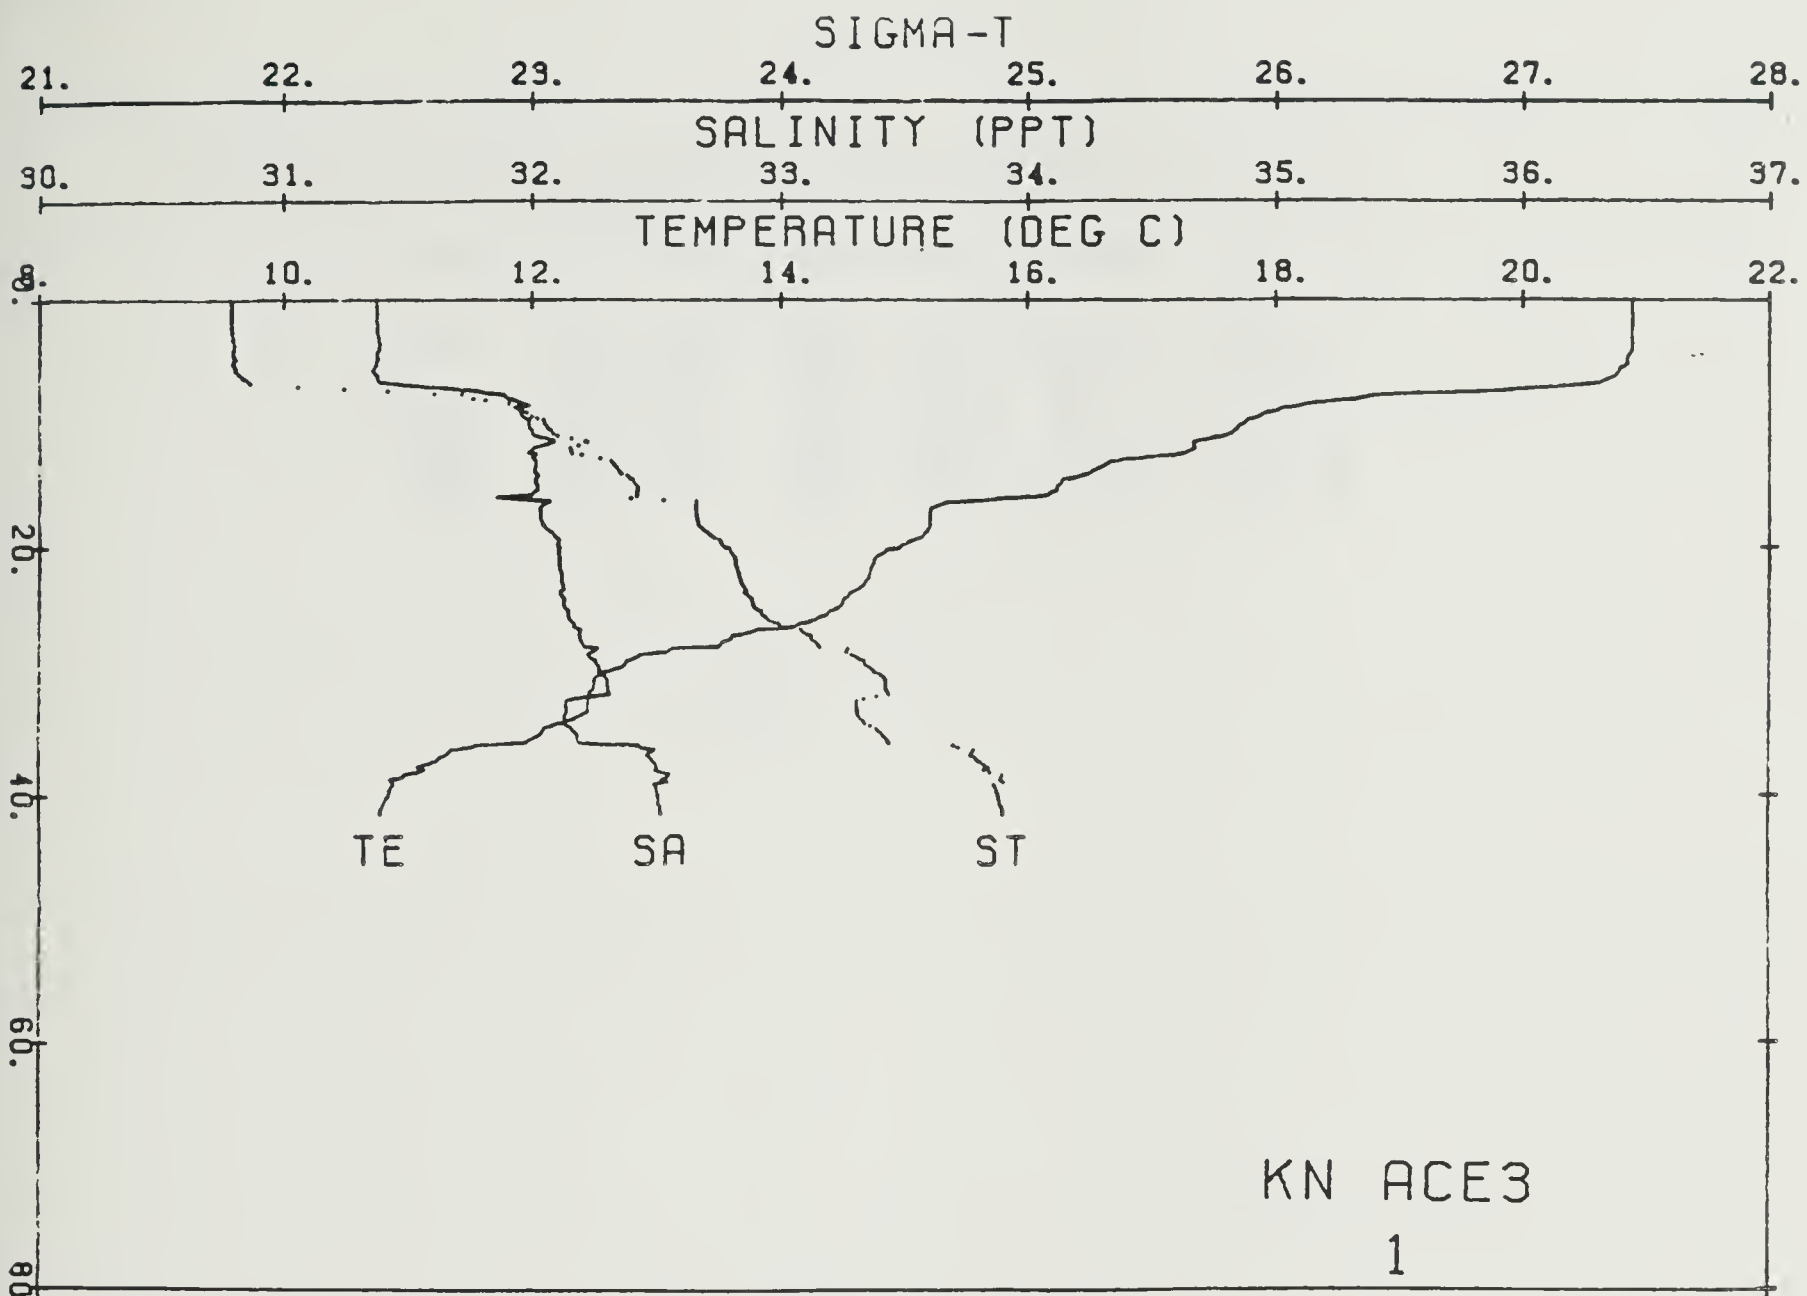 SIGMA-T
21. 22. 23. 24. 25. 26. 27. 28.
SALINITY (PPT)
30. 31. 32. 33. 34. 35. 36. 37.
TEMPERATURE (DEG C)
8. 10. 12. 14. 16. 18. 20. 22.
0.
20.
40.
TE SA ST
60.
KN ACE3
1
80